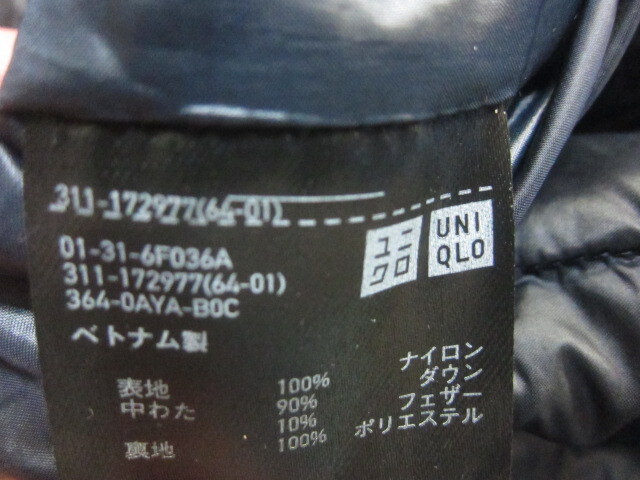 311-172977(64-01)
ユニ
クロ
UNI
QLO
01-31-6F036A
311-172977(64-01)
364-0AYA-B0C
ベトナム製
表地 100% ナイロン
中わた 90% ダウン
10% フェザー
裏地 100% ポリエステル